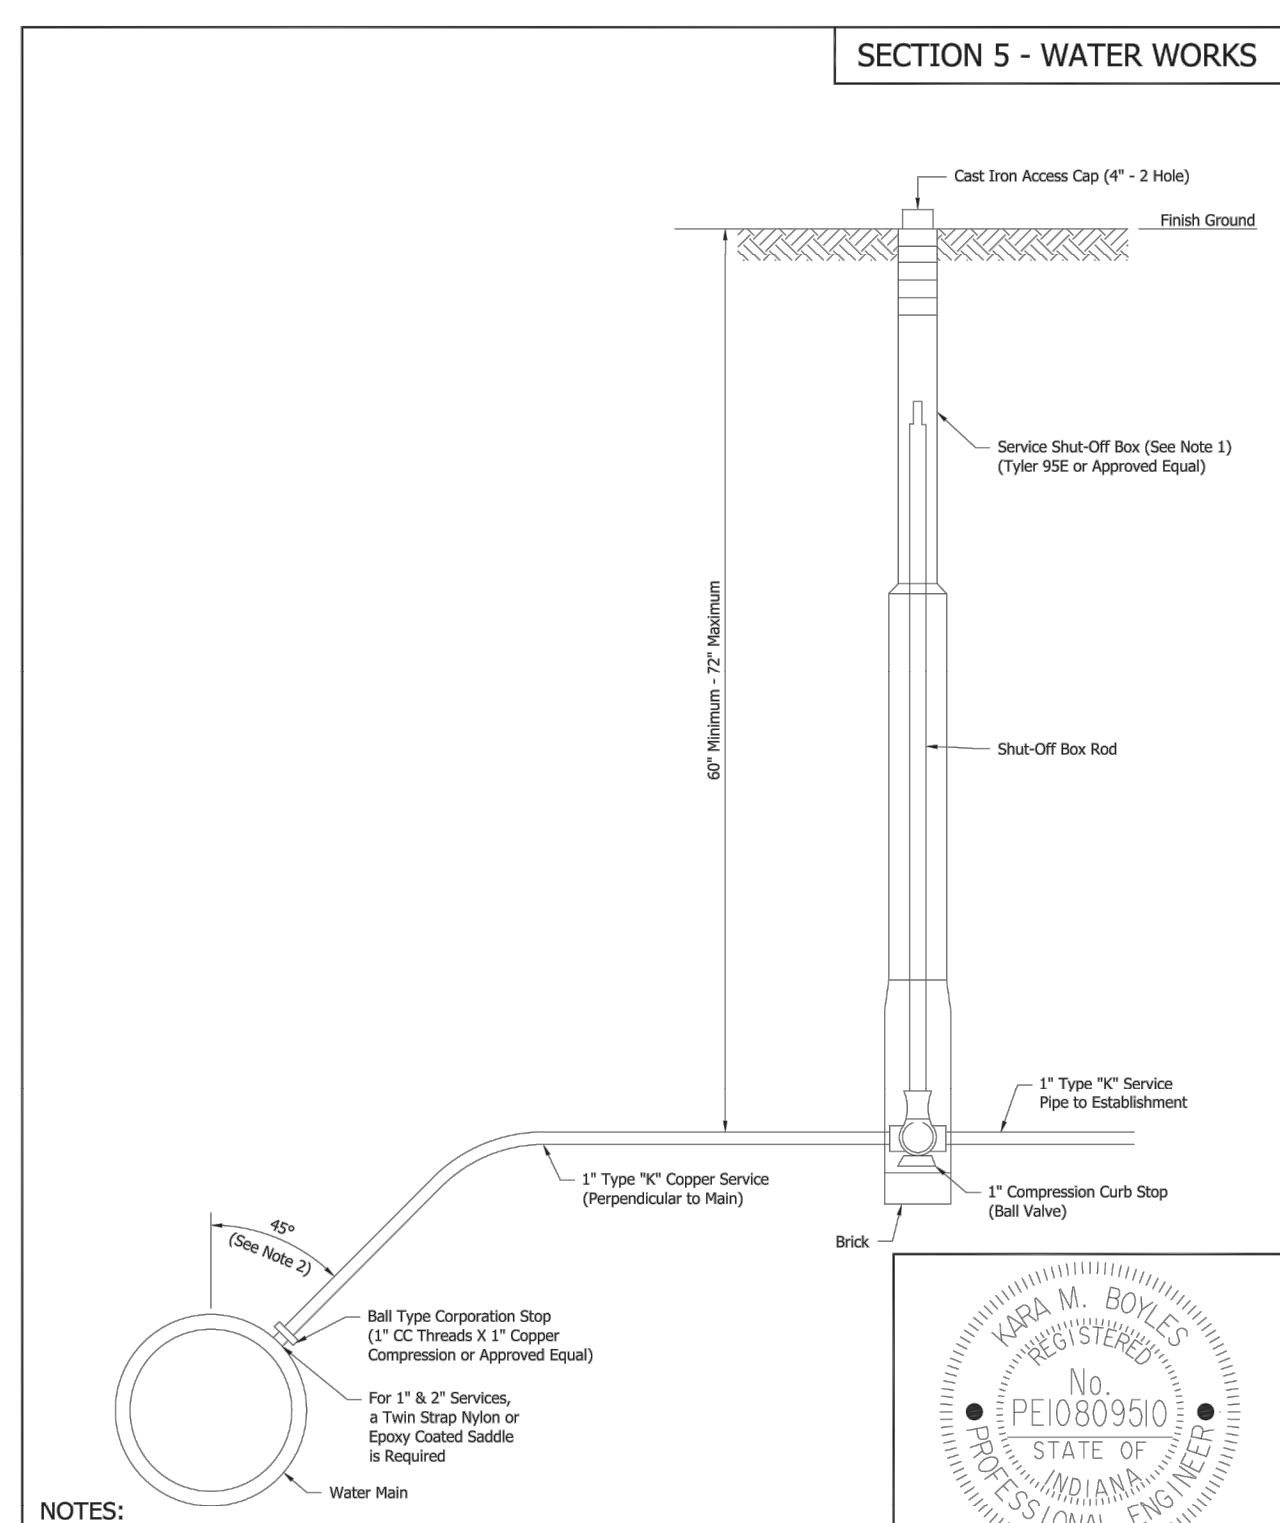 SECTION 5 - WATER WORKS
Cast Iron Access Cap (4" - 2 Hole)
Finish Ground
Service Shut-Off Box (See Note 1)
(Tyler 95E or Approved Equal)
60" Minimum - 72" Maximum
Shut-Off Box Rod
1" Type "K" Service
Pipe to Establishment
1" Type "K" Copper Service
(Perpendicular to Main)
1" Compression Curb Stop
(Ball Valve)
Brick
45°
(See Note 2)
Ball Type Corporation Stop
(1" CC Threads X 1" Copper
Compression or Approved Equal)
For 1" & 2" Services,
a Twin Strap Nylon or
Epoxy Coated Saddle
is Required
Water Main
NOTES:
KARA M. BOYLES
REGISTERED
No.
PE10809510
STATE OF
INDIANA
PROFESSIONAL ENGINEER